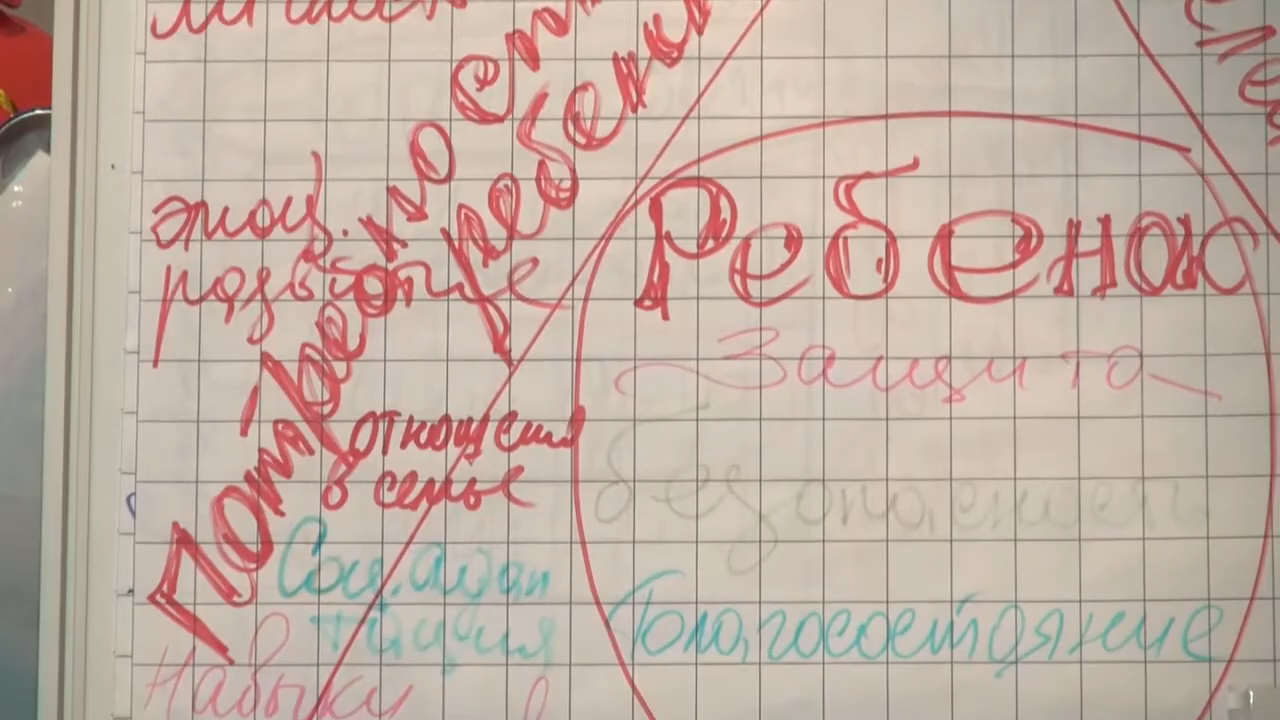 эмоц.
развитие
Потребности
ребенка
отношения
в семье
Соц. адап
тация
Навыки
Ребенок
Защита
безопасность
Благосостояние